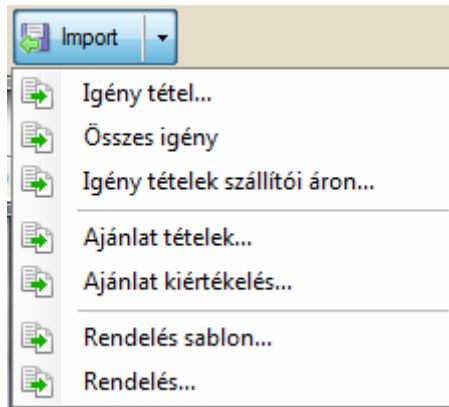 Import
Igény tétel...
Összes igény
Igény tételek szállítói áron...
Ajánlat tételek...
Ajánlat kiértékelés...
Rendelés sablon...
Rendelés...